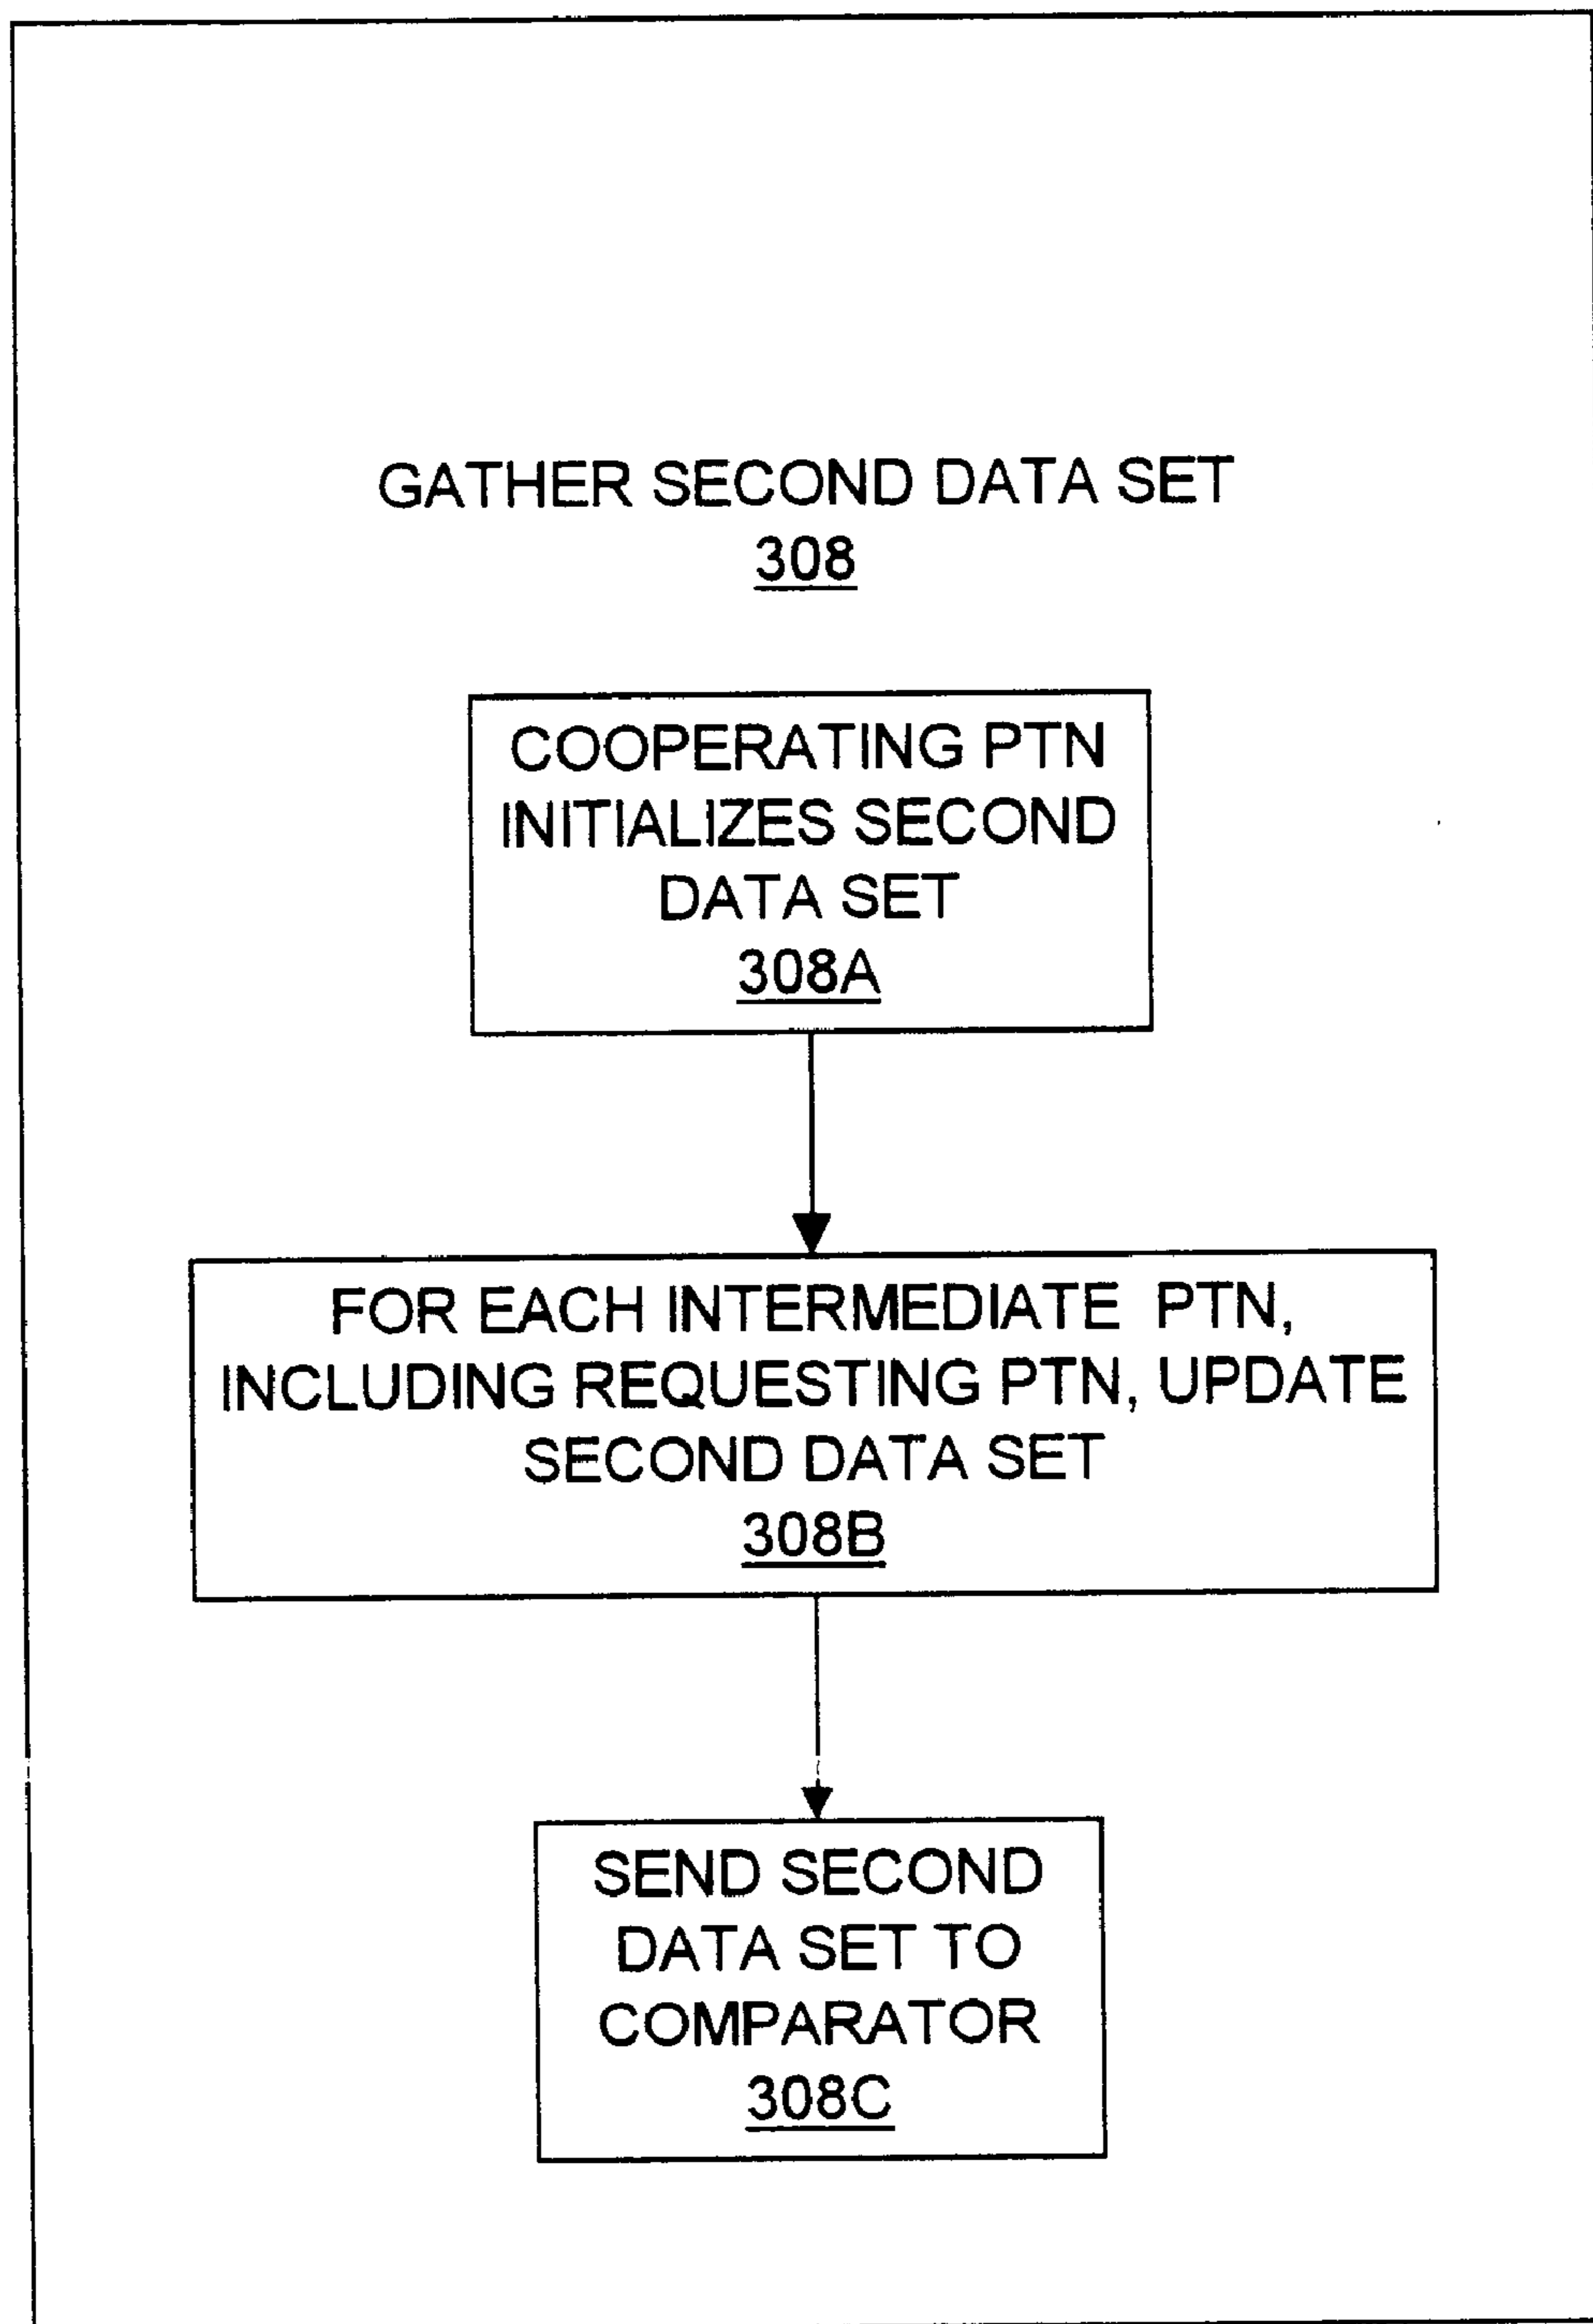 GATHER SECOND DATA SET
308
COOPERATING PTN
INITIALIZES SECOND
DATA SET
308A
FOR EACH INTERMEDIATE PTN,
INCLUDING REQUESTING PTN, UPDATE
SECOND DATA SET
308B
SEND SECOND
DATA SET TO
COMPARATOR
308C